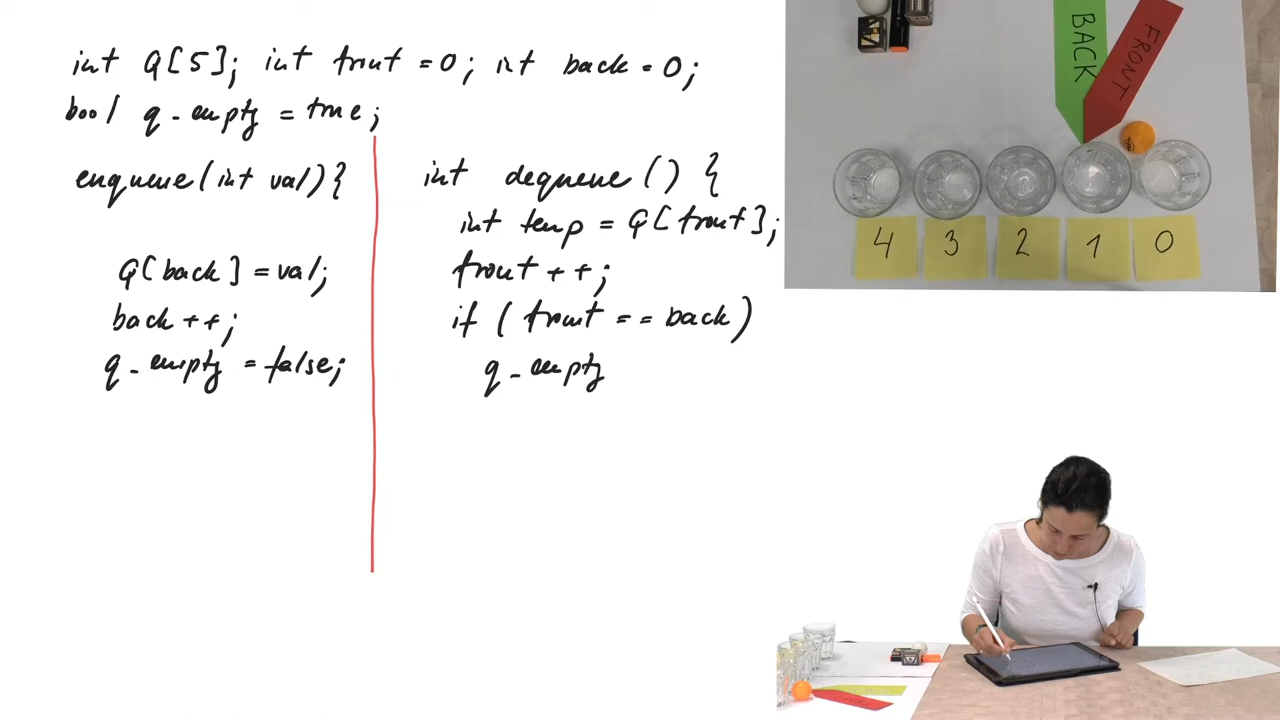 int Q[5]; int front = 0; int back = 0;
bool q_empty = true;
enqueue(int val) {
Q[back] = val;
back++;
q_empty = false;
int dequeue () {
int temp = Q[front];
front++;
if (front == back)
q_empty
BACK
FRONT
4 3 2 1 0